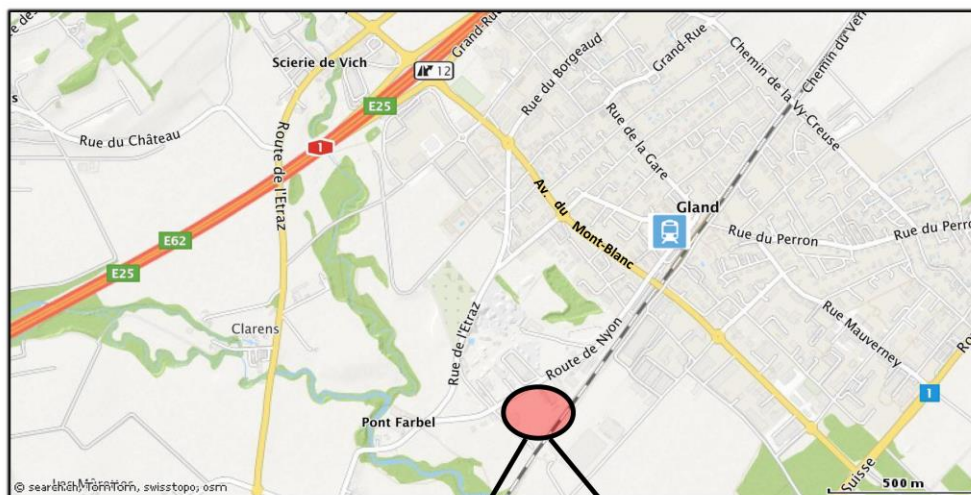 Scierie de Vich
Grand-Rue
12
E25
1
Rue du Château
Route de l'Etraz
E62
E25
Clarens
Pont Farbel
Rue de l'Etraz
Route de Nyon
Av. du Mont-Blanc
Rue du Borgeaud
Grand-Rue
Rue de la Gare
Chemin de la Vy-Creuse
Gland
Rue du Perron
Rue Mauverney
1
Suisse
500 m
© search.ch, TomTom, swisstopo, osm